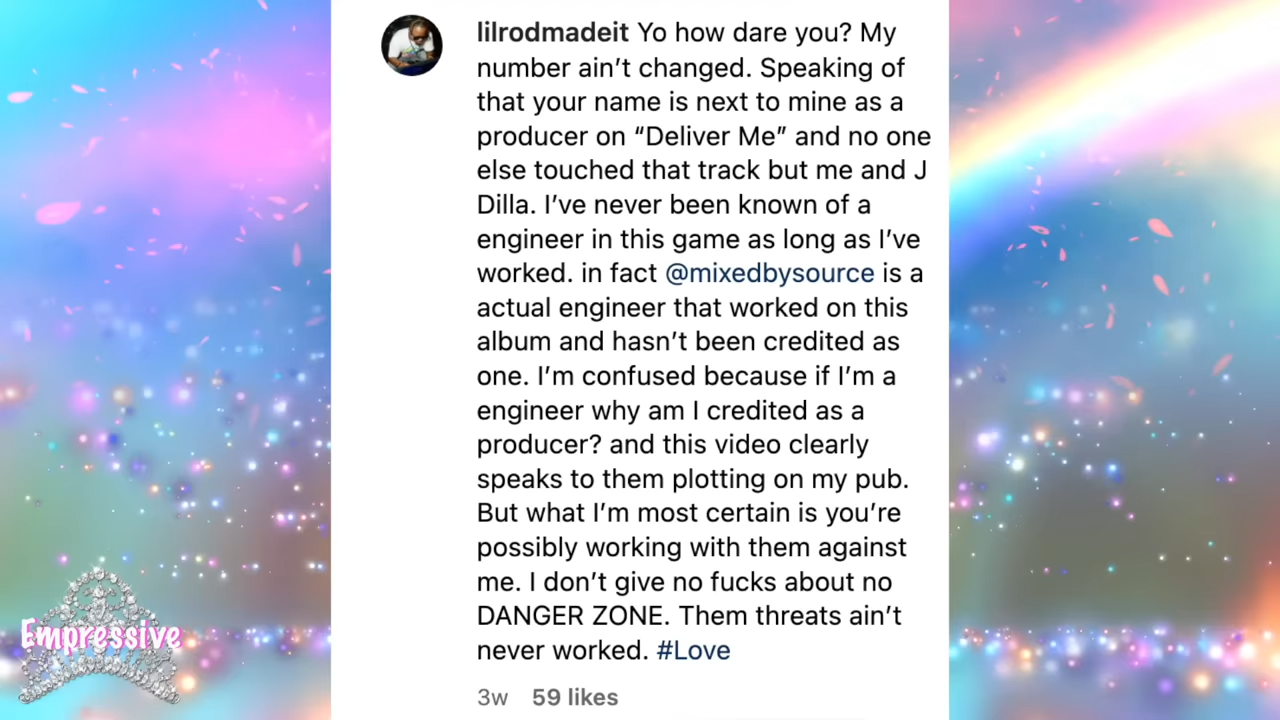 lilrodmadeit Yo how dare you? My
number ain’t changed. Speaking of
that your name is next to mine as a
producer on “Deliver Me” and no one
else touched that track but me and J
Dilla. I’ve never been known of a
engineer in this game as long as I’ve
worked. in fact @mixedbysource is a
actual engineer that worked on this
album and hasn’t been credited as
one. I’m confused because if I’m a
engineer why am I credited as a
producer? and this video clearly
speaks to them plotting on my pub.
But what I’m most certain is you’re
possibly working with them against
me. I don’t give no fucks about no
DANGER ZONE. Them threats ain’t
never worked. #Love
3w 59 likes
Empressive